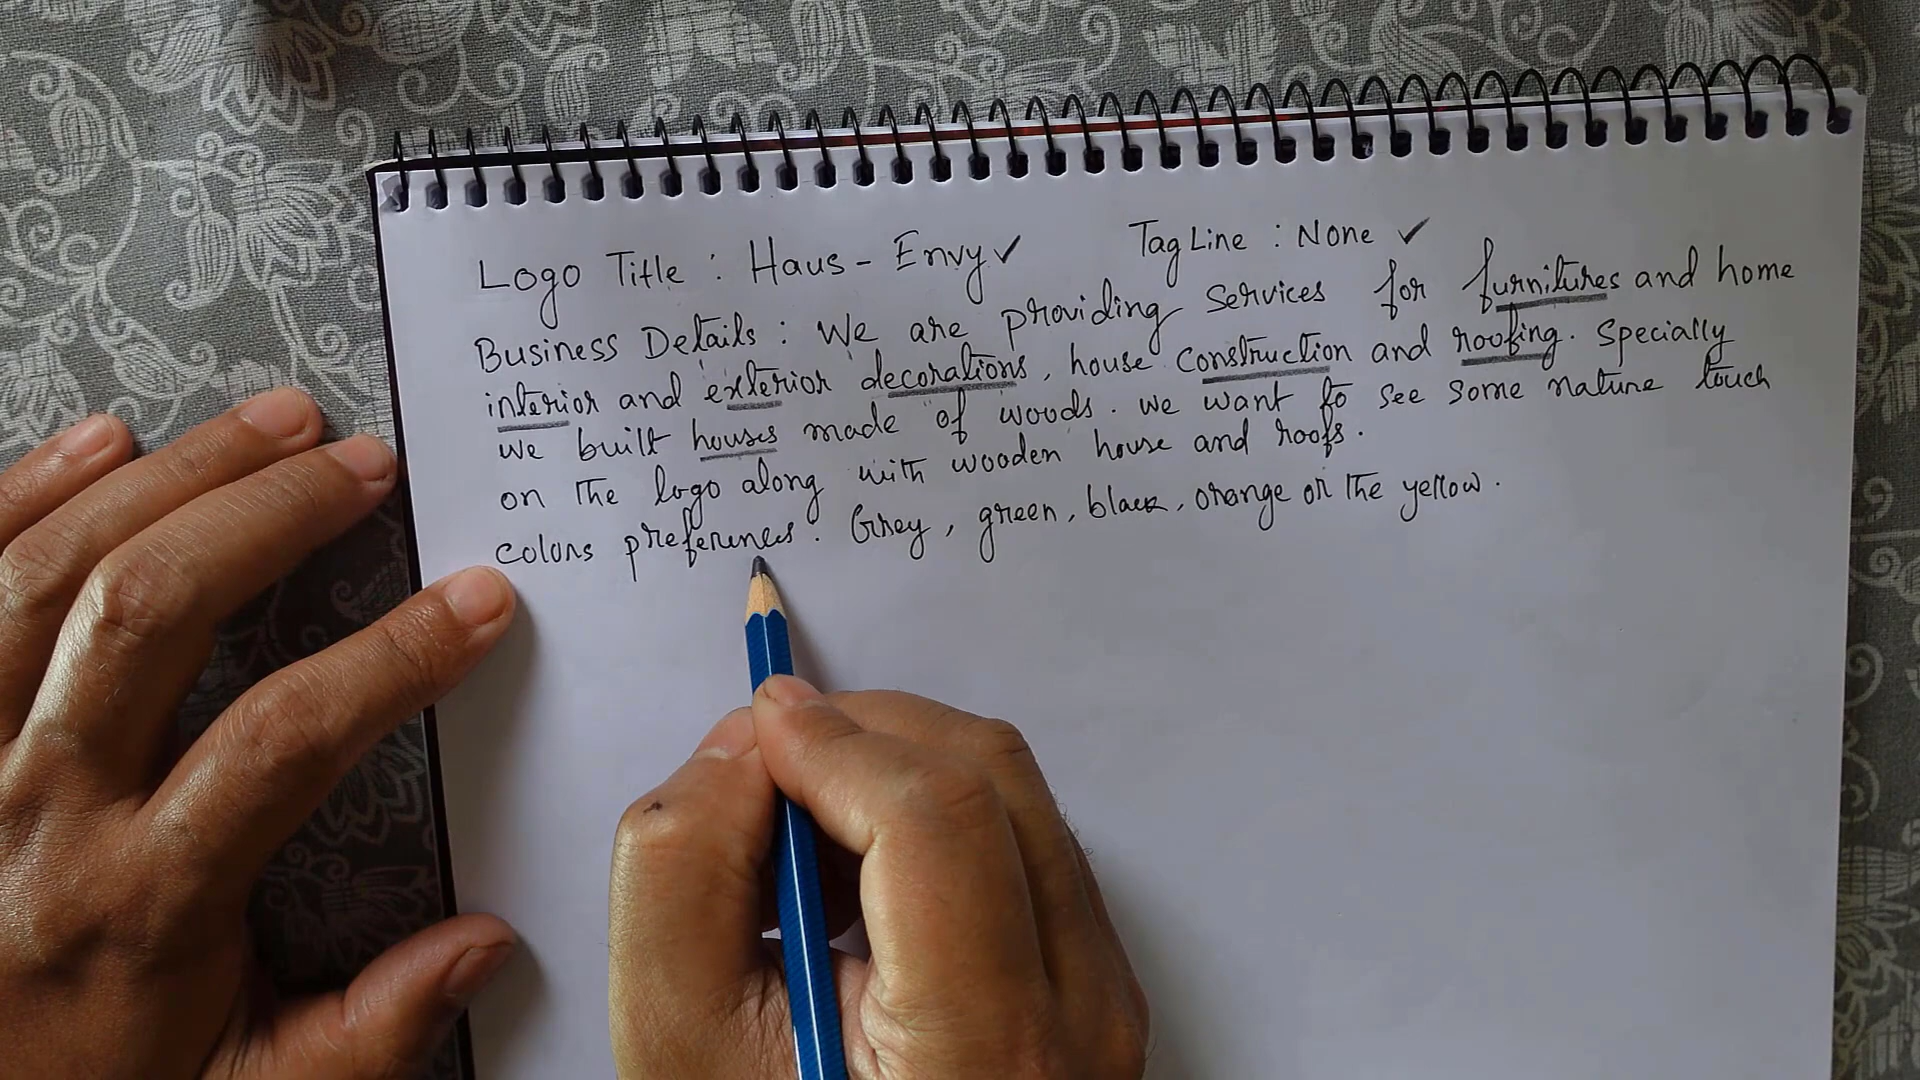 Logo Title : Haus - Envy ✓ Tag Line : None ✓
Business Details : We are providing services for furnitures and home
interior and exterior decorations, house construction and roofing. Specially
we built houses made of woods. We want to see some nature touch
on the logo along with wooden house and roofs.
colors preferences. Grey, green, black, orange or the yellow.